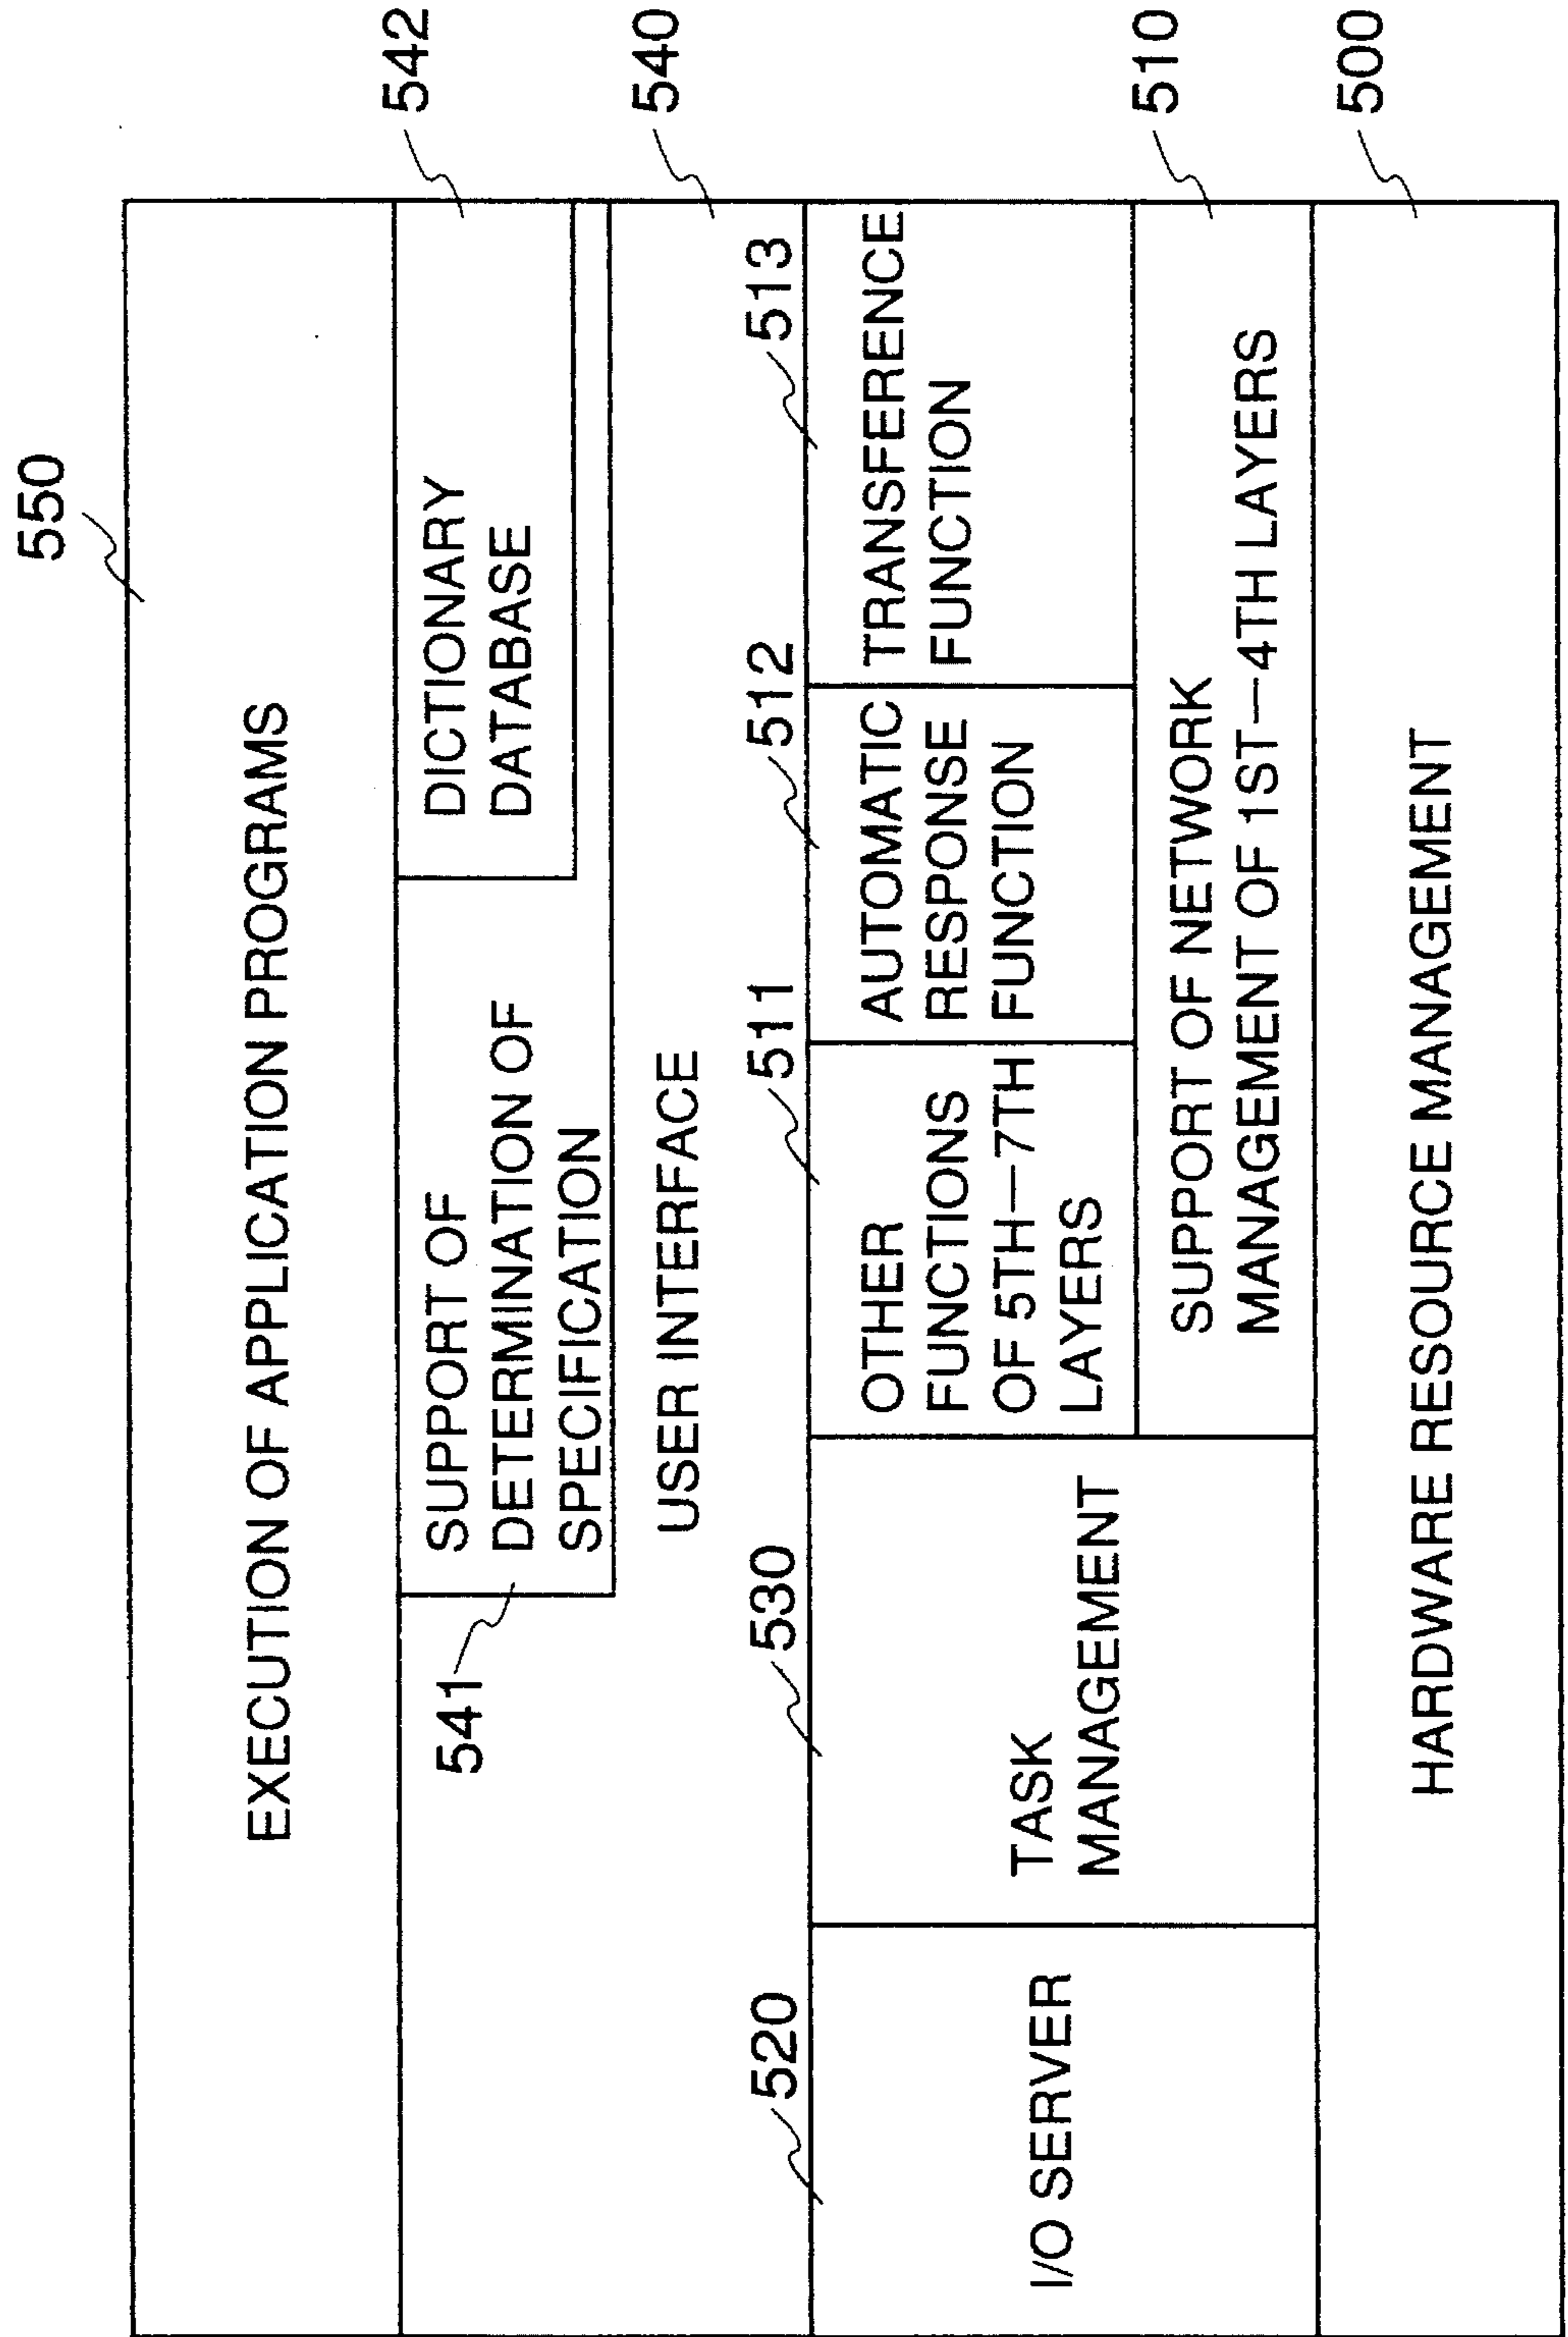 550
EXECUTION OF APPLICATION PROGRAMS
542
541
SUPPORT OF
DETERMINATION OF
SPECIFICATION
DICTIONARY
DATABASE
USER INTERFACE
540
520
530
511
512
513
I/O SERVER
TASK
MANAGEMENT
OTHER
FUNCTIONS
OF 5TH—7TH
LAYERS
AUTOMATIC
RESPONSE
FUNCTION
TRANSFERENCE
FUNCTION
SUPPORT OF NETWORK
MANAGEMENT OF 1ST—4TH LAYERS
510
HARDWARE RESOURCE MANAGEMENT
500